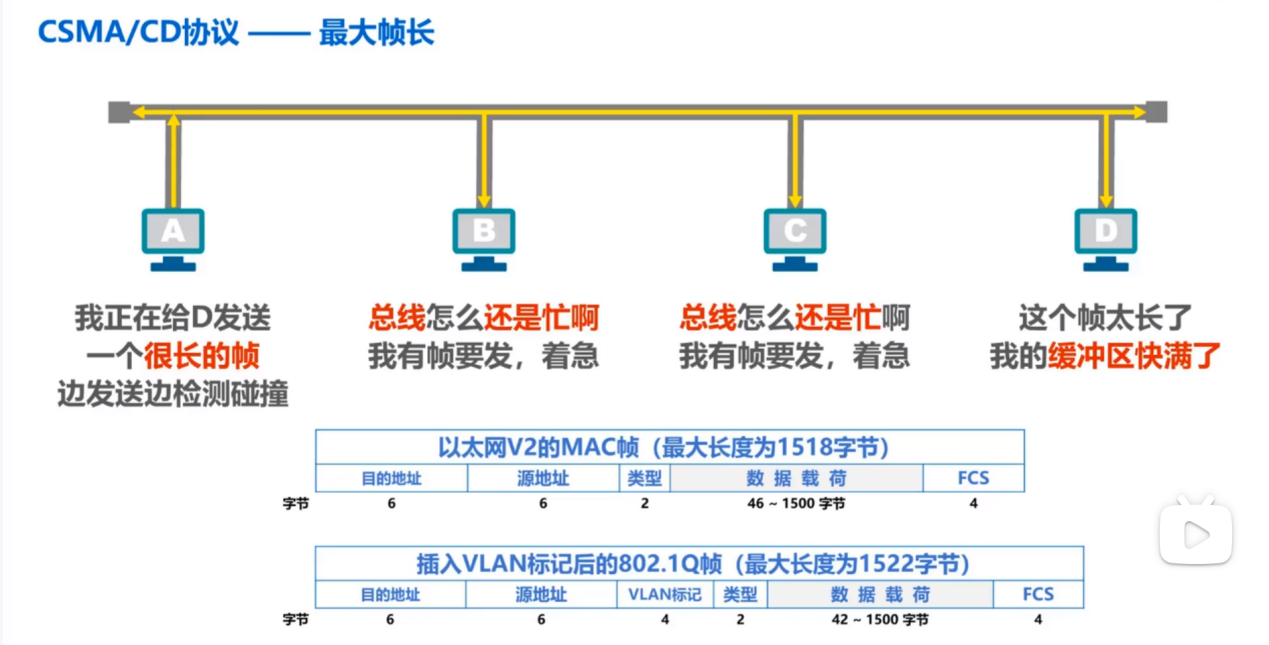 CSMA/CD协议 —— 最大帧长
A
B
C
D
我正在给D发送
一个很长的帧
边发送边检测碰撞
总线怎么还是忙啊
我有帧要发，着急
总线怎么还是忙啊
我有帧要发，着急
这个帧太长了
我的缓冲区快满了
以太网V2的MAC帧（最大长度为1518字节）
目的地址 源地址 类型 数据载荷 FCS
字节 6 6 2 46 ~ 1500 字节 4
插入VLAN标记后的802.1Q帧（最大长度为1522字节）
目的地址 源地址 VLAN标记 类型 数据载荷 FCS
字节 6 6 4 2 42 ~ 1500 字节 4